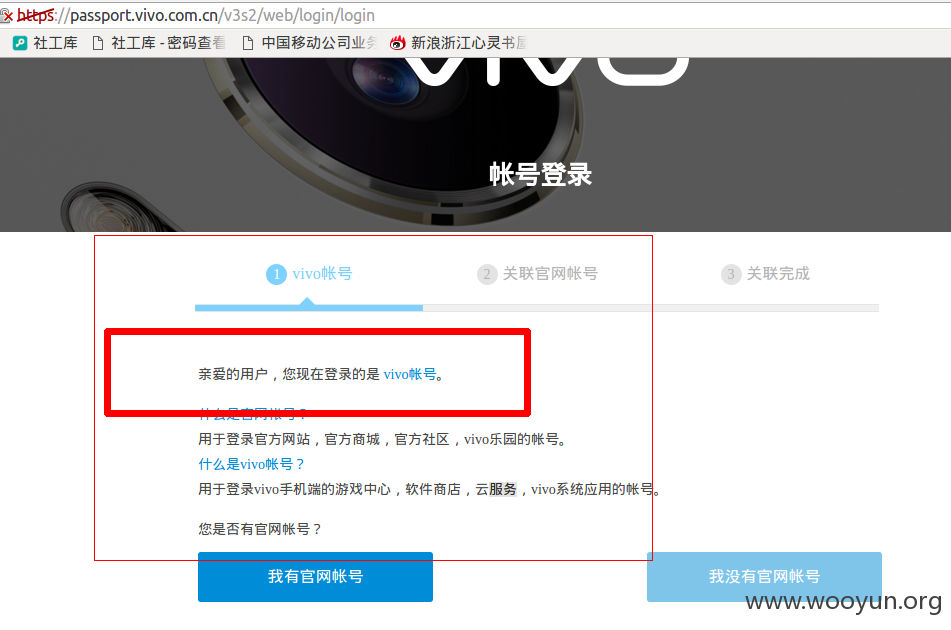 https://passport.vivo.com.cn/v3s2/web/login/login
社工库 社工库 - 密码查看 中国移动公司业务 新浪浙江心灵书屋
vivo
帐号登录
1 vivo帐号 2 关联官网帐号 3 关联完成
亲爱的用户，您现在登录的是 vivo帐号。
什么是官网帐号？
用于登录官方网站，官方商城，官方社区，vivo乐园的帐号。
什么是vivo帐号？
用于登录vivo手机端的游戏中心，软件商店，云服务，vivo系统应用的帐号。
您是否有官网帐号？
我有官网帐号 我没有官网帐号
www.wooyun.org